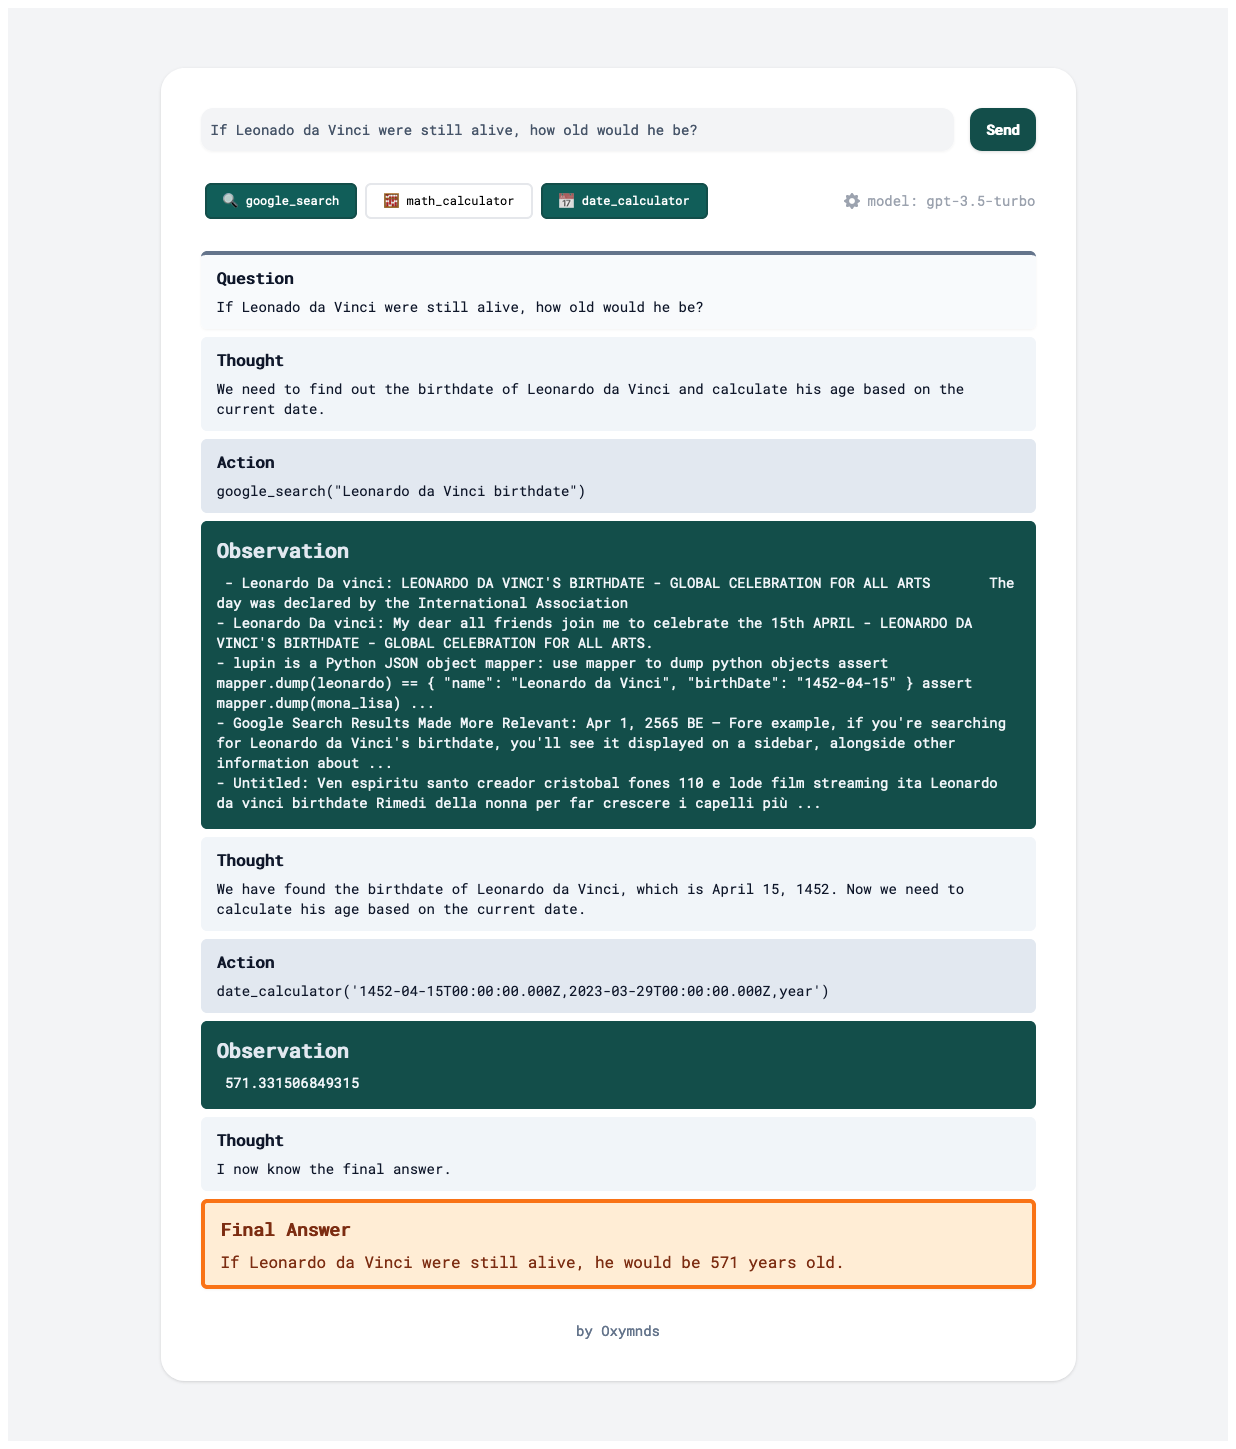 If Leonado da Vinci were still alive, how old would he be?
Send
google_search
math_calculator
17
date_calculator
model: gpt-3.5-turbo
Question
If Leonado da Vinci were still alive, how old would he be?
Thought
We need to find out the birthdate of Leonardo da Vinci and calculate his age based on the
current date.
Action
google_search("Leonardo da Vinci birthdate")
Observation
- Leonardo Da vinci: LEONARDO DA VINCI'S BIRTHDATE - GLOBAL CELEBRATION FOR ALL ARTS The
day was declared by the International Association
- Leonardo Da vinci: My dear all friends join me to celebrate the 15th APRIL - LEONARDO DA
VINCI'S BIRTHDATE - GLOBAL CELEBRATION FOR ALL ARTS.
- lupin is a Python JSON object mapper: use mapper to dump python objects assert
mapper.dump(leonardo) == { "name": "Leonardo da Vinci", "birthDate": "1452-04-15" } assert
mapper.dump(mona_lisa) ...
- Google Search Results Made More Relevant: Apr 1, 2565 BE — Fore example, if you're searching
for Leonardo da Vinci's birthdate, you'll see it displayed on a sidebar, alongside other
information about ...
- Untitled: Ven espiritu santo creador cristobal fones 110 e lode film streaming ita Leonardo
da vinci birthdate Rimedi della nonna per far crescere i capelli più ...
Thought
We have found the birthdate of Leonardo da Vinci, which is April 15, 1452. Now we need to
calculate his age based on the current date.
Action
date_calculator('1452-04-15T00:00:00.000Z,2023-03-29T00:00:00.000Z,year')
Observation
571.331506849315
Thought
I now know the final answer.
Final Answer
If Leonardo da Vinci were still alive, he would be 571 years old.
by Oxymnds